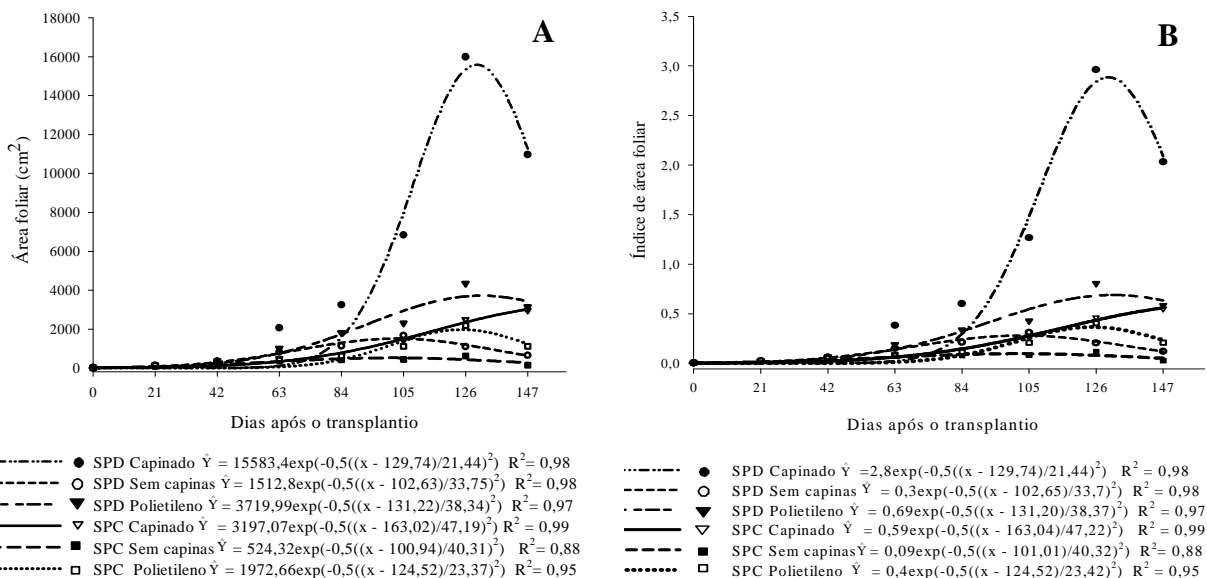 A
18000
16000
14000
12000
10000
8000
6000
4000
2000
0
Área foliar (cm²)
0 21 42 63 84 105 126 147
Dias após o transplantio
SPD Capinado Ŷ = 15583,4exp(-0,5((x - 129,74)/21,44)²) R²= 0,98
SPD Sem capinas Ŷ = 1512,8exp(-0,5((x - 102,63/33,75)²) R²= 0,98
SPD Polietileno Ŷ = 3719,99exp(-0,5((x - 131,22/38,34)²) R²= 0,97
SPC Capinado Ŷ = 3197,07exp(-0,5((x - 163,02)/47,19)²) R²= 0,99
SPC Sem capinas Ŷ = 524,32exp(-0,5((x - 100,94)/40,31)²) R²= 0,88
SPC Polietileno Ŷ = 1972,66exp(-0,5((x - 124,52)/23,37)²) R²= 0,95
B
3,5
3,0
2,5
2,0
1,5
1,0
0,5
0,0
Índice de área foliar
0 21 42 63 84 105 126 147
Dias após o transplantio
SPD Capinado Ŷ =2,8exp(-0,5((x - 129,74)/21,44)²) R² = 0,98
SPD Sem capinas Ŷ = 0,3exp(-0,5((x - 102,65)/33,7)²) R² = 0,98
SPD Polietileno Ŷ = 0,69exp(-0,5((x - 131,20)/38,37)²) R² = 0,97
SPC Capinado Ŷ = 0,59exp(-0,5((x - 163,04)/47,22)²) R² = 0,99
SPC Sem capinas Ŷ= 0,09exp(-0,5((x - 101,01)/40,32)²) R² = 0,88
SPC Polietileno Ŷ = 0,4exp(-0,5((x - 124,52)/23,42)²) R² = 0,95